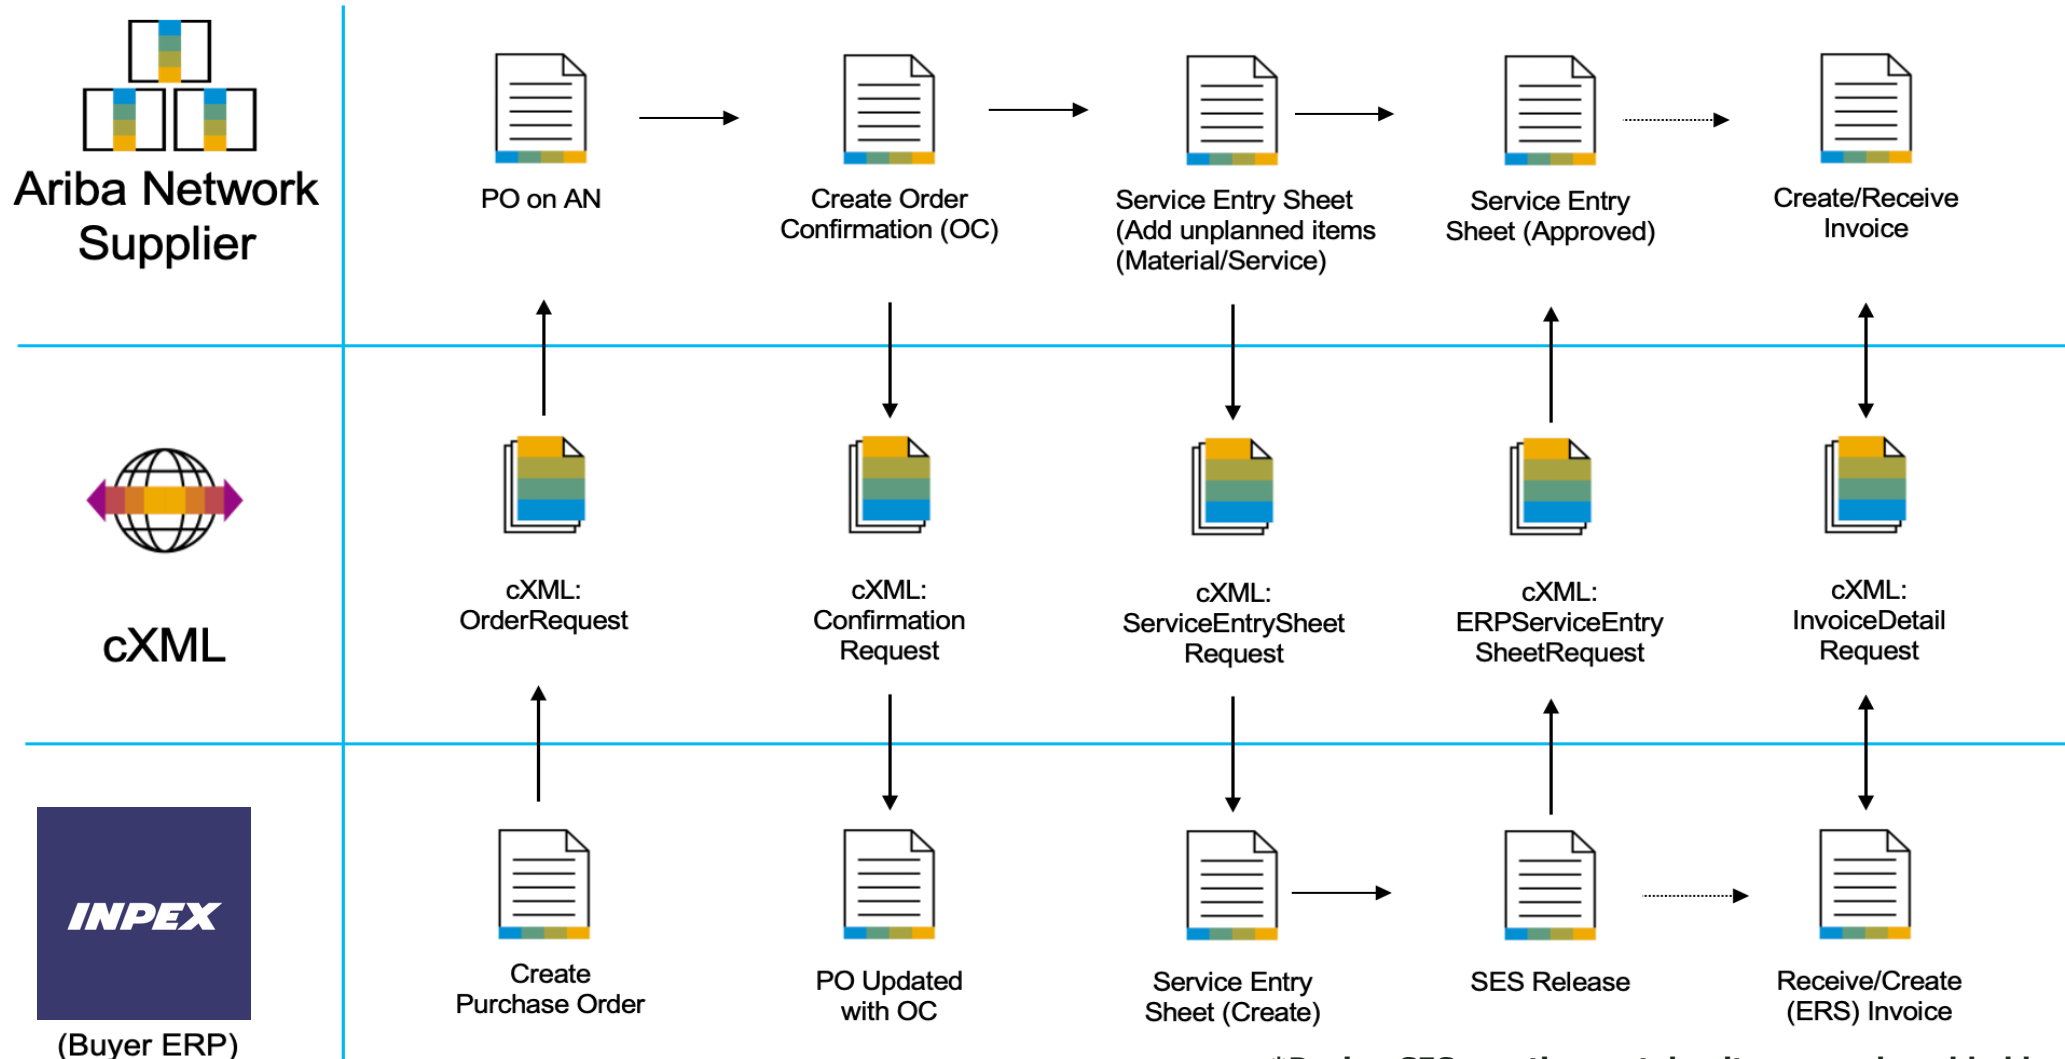 Ariba Network
Supplier
PO on AN
Create Order
Confirmation (OC)
Service Entry Sheet
(Add unplanned items
(Material/Service)
Service Entry
Sheet (Approved)
Create/Receive
Invoice
cXML
cXML:
OrderRequest
cXML:
Confirmation
Request
cXML:
ServiceEntrySheet
Request
cXML:
ERPServiceEntry
SheetRequest
cXML:
InvoiceDetail
Request
INPEX
(Buyer ERP)
Create
Purchase Order
PO Updated
with OC
Service Entry
Sheet (Create)
SES Release
Receive/Create
(ERS) Invoice